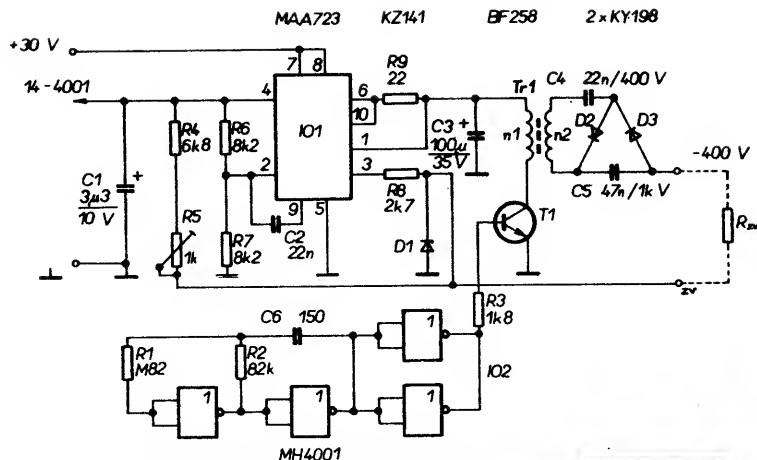 MAA723 KZ141 BF258 2×KY198
+30 V
7 8
14-4001
4 IO1 6 R9 22
10
1
2 3 R8 2k7
9 5
R4 6k8
R6 8k2
C1 3µ3 10 V
+
R5 1k
R7 8k2
C2 22n
D1
C3 + 100µ 35V
Tr1
n1 n2
C4 22n/400 V
D2 D3
C5 47n/1k V
-400 V
T1
zv
R3 1k8
C6 150
R1 M82
R2 82k
1
1
1
1
IO2
MH4001